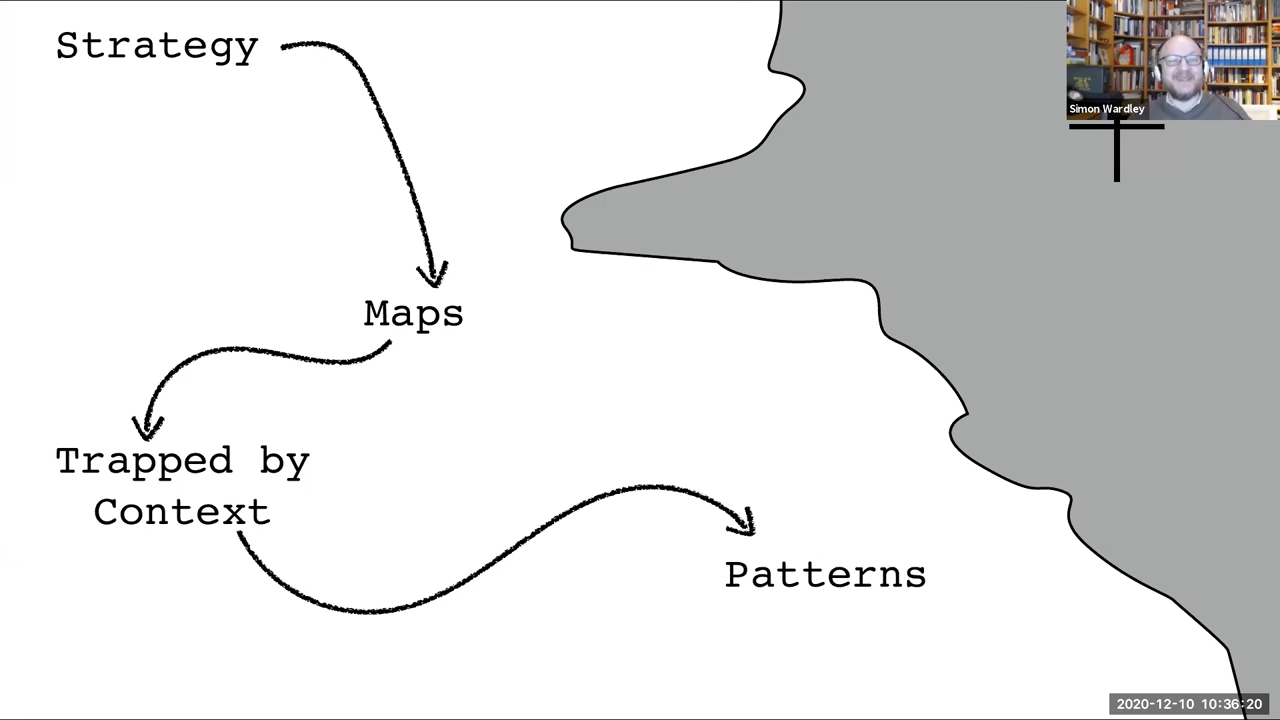 Strategy
Simon Wardley
Maps
Trapped by
Context
Patterns
2020-12-10 10:36:20